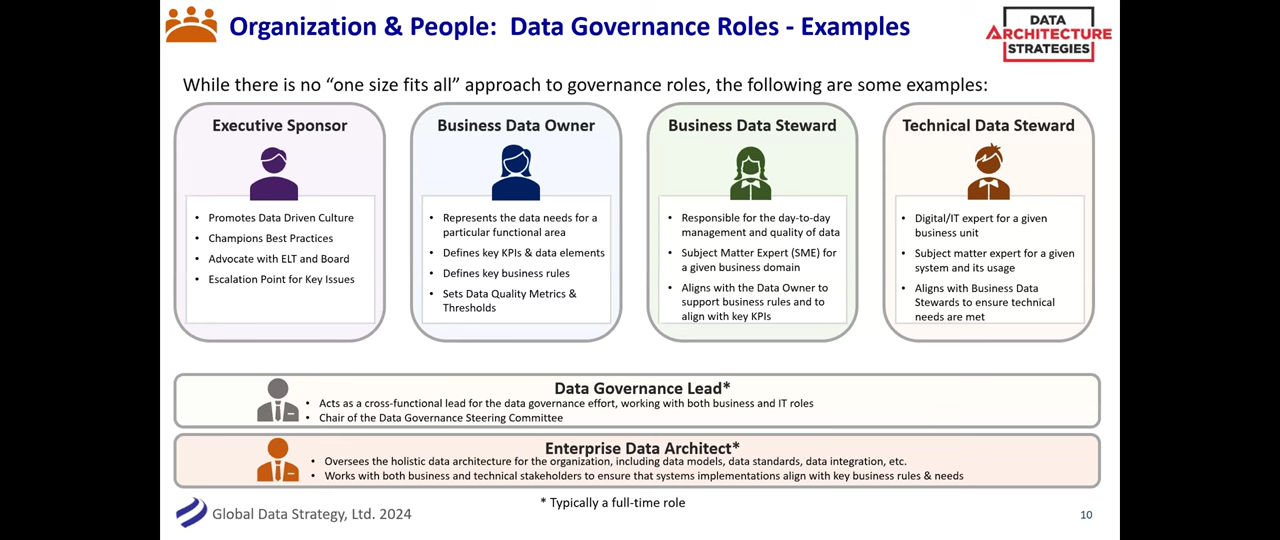 Organization & People: Data Governance Roles - Examples
DATA
ARCHITECTURE
STRATEGIES
While there is no “one size fits all” approach to governance roles, the following are some examples:
Executive Sponsor
• Promotes Data Driven Culture
• Champions Best Practices
• Advocate with ELT and Board
• Escalation Point for Key Issues
Business Data Owner
• Represents the data needs for a
particular functional area
• Defines key KPIs & data elements
• Defines key business rules
• Sets Data Quality Metrics &
Thresholds
Business Data Steward
• Responsible for the day-to-day
management and quality of data
• Subject Matter Expert (SME) for
a given business domain
• Aligns with the Data Owner to
support business rules and to
align with key KPIs
Technical Data Steward
• Digital/IT expert for a given
business unit
• Subject matter expert for a given
system and its usage
• Aligns with Business Data
Stewards to ensure technical
needs are met
Data Governance Lead*
• Acts as a cross-functional lead for the data governance effort, working with both business and IT roles
• Chair of the Data Governance Steering Committee
Enterprise Data Architect*
• Oversees the holistic data architecture for the organization, including data models, data standards, data integration, etc.
• Works with both business and technical stakeholders to ensure that systems implementations align with key business rules & needs
* Typically a full-time role
Global Data Strategy, Ltd. 2024
10